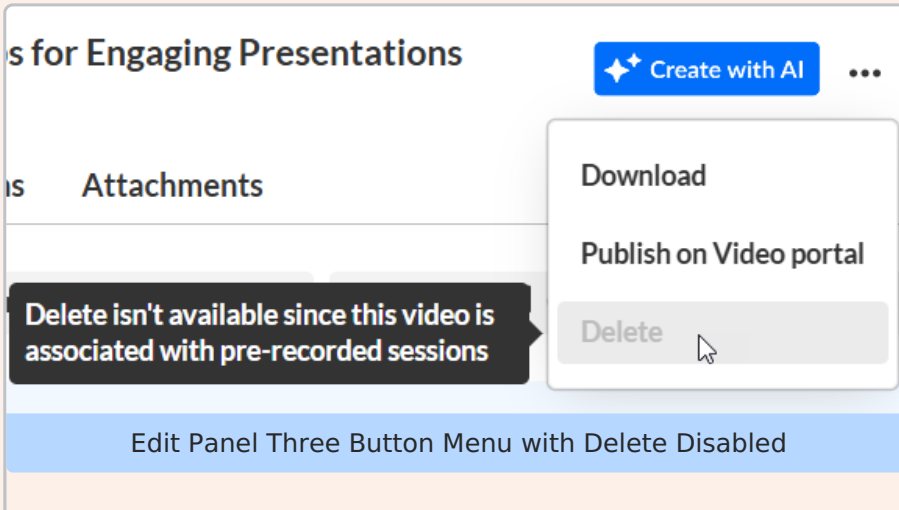 for Engaging Presentations
Create with AI
Attachments
Download
Publish on Video portal
Delete isn't available since this video is
associated with pre-recorded sessions
Delete
Edit Panel Three Button Menu with Delete Disabled